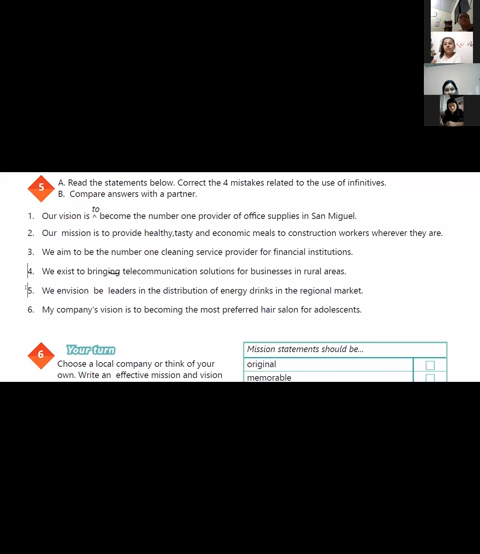 5
A. Read the statements below. Correct the 4 mistakes related to the use of infinitives.
B. Compare answers with a partner.
to
1. Our vision is ^ become the number one provider of office supplies in San Miguel.
2. Our mission is to provide healthy,tasty and economic meals to construction workers wherever they are.
3. We aim to be the number one cleaning service provider for financial institutions.
4. We exist to bringing telecommunication solutions for businesses in rural areas.
5. We envision be leaders in the distribution of energy drinks in the regional market.
6. My company's vision is to becoming the most preferred hair salon for adolescents.
6
Your turn
Choose a local company or think of your
own. Write an effective mission and vision
Mission statements should be...
original
memorable